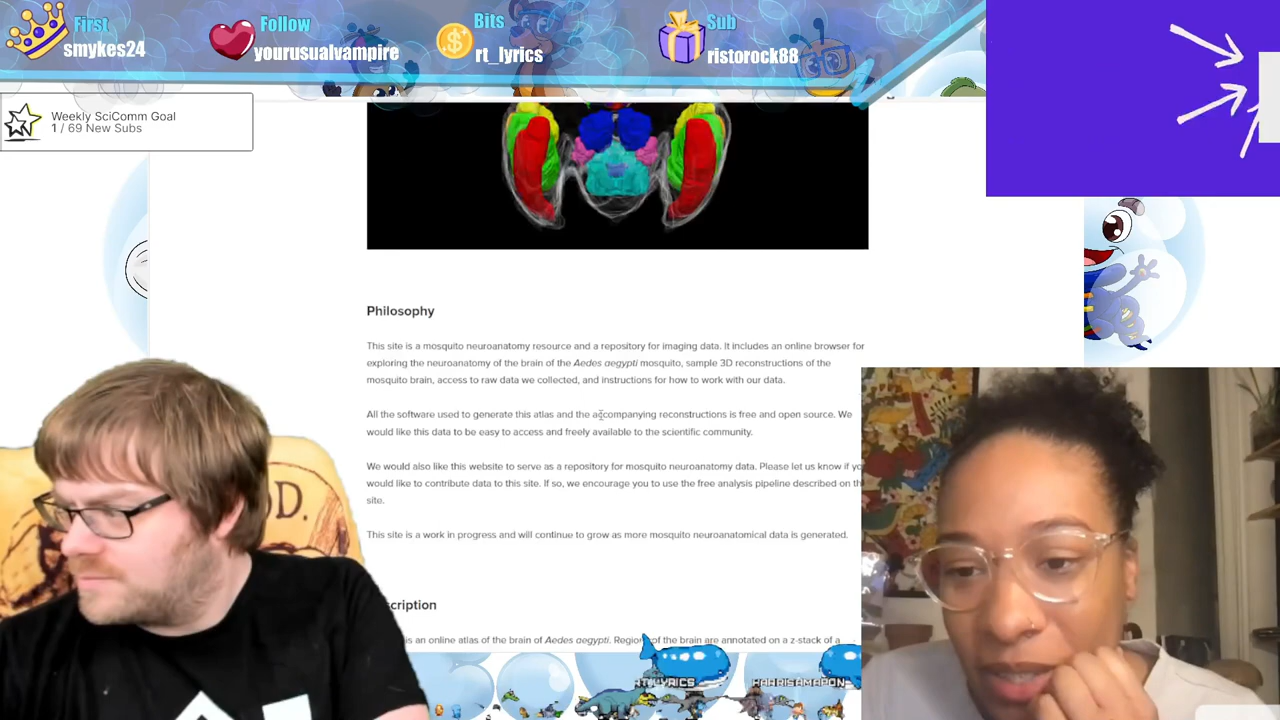 First
smykes24
Follow
yourusualvampire
Bits
rt_lyrics
Sub
ristorock88
Weekly SciComm Goal
1 / 69 New Subs
Philosophy
This site is a mosquito neuroanatomy resource and a repository for imaging data. It includes an online browser for
exploring the neuroanatomy of the brain of the Aedes aegypti mosquito, sample 3D reconstructions of the
mosquito brain, access to raw data we collected, and instructions for how to work with our data.
All the software used to generate this atlas and the accompanying reconstructions is free and open source. We
would like this data to be easy to access and freely available to the scientific community.
We would also like this website to serve as a repository for mosquito neuroanatomy data. Please let us know if yo
would like to contribute data to this site. If so, we encourage you to use the free analysis pipeline described on th
site.
This site is a work in progress and will continue to grow as more mosquito neuroanatomical data is generated.
scription
is an online atlas of the brain of Aedes aegypti. Regio of the brain are annotated on a z-stack of a
OD.
HARRISAMAPON